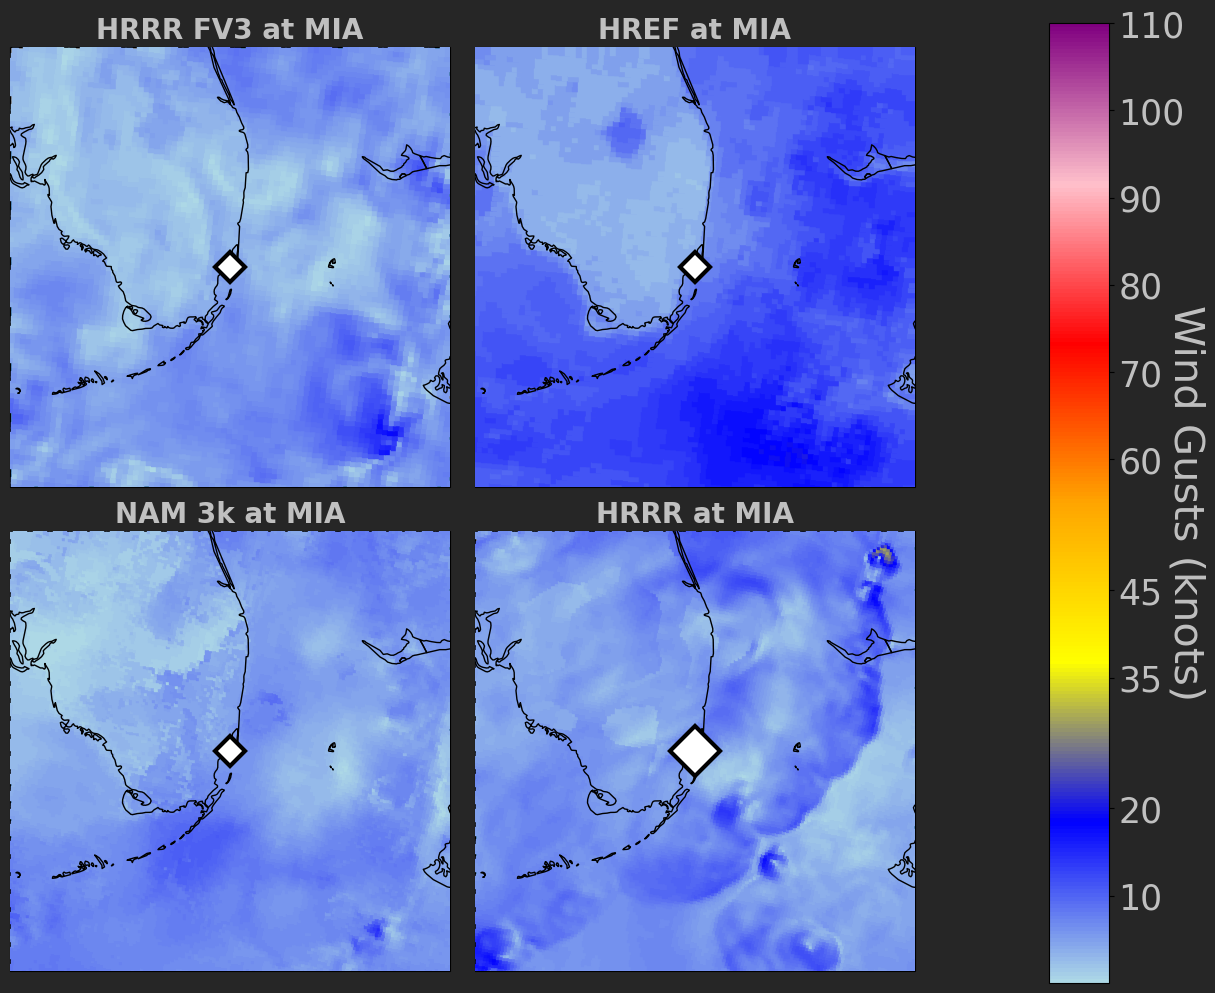 HRRR FV3 at MIA
HREF at MIA
NAM 3k at MIA
HRRR at MIA
110
100
90
80
70
60
45
35
20
10
Wind Gusts (knots)